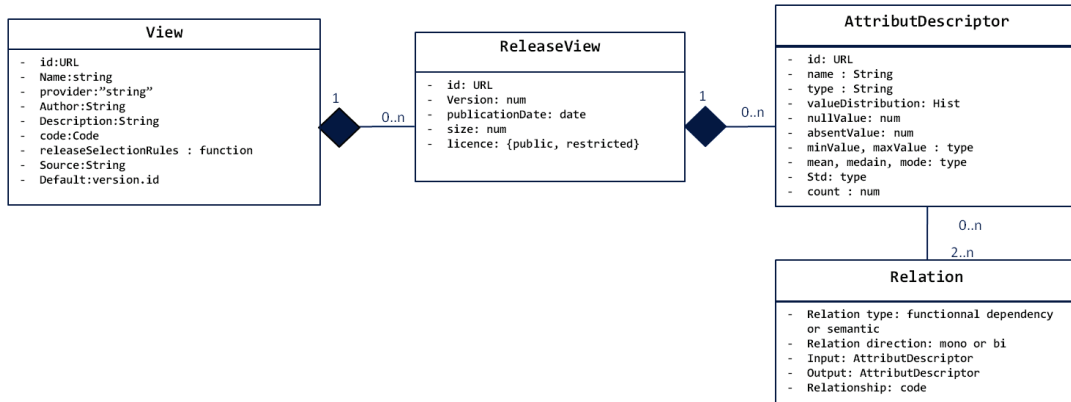 View
- id:URL
- Name:string
- provider:"string"
- Author:String
- Description:String
- code:Code
- releaseSelectionRules : function
- Source:String
- Default:version.id
1
0..n
ReleaseView
- id: URL
- Version: num
- publicationDate: date
- size: num
- licence: {public, restricted}
1
0..n
AttributDescriptor
- id: URL
- name : String
- type : String
- valueDistribution: Hist
- nullValue: num
- absentValue: num
- minValue, maxValue : type
- mean, medain, mode: type
- Std: type
- count : num
0..n
2..n
Relation
- Relation type: functionnal dependency
or semantic
- Relation direction: mono or bi
- Input: AttributDescriptor
- Output: AttributDescriptor
- Relationship: code